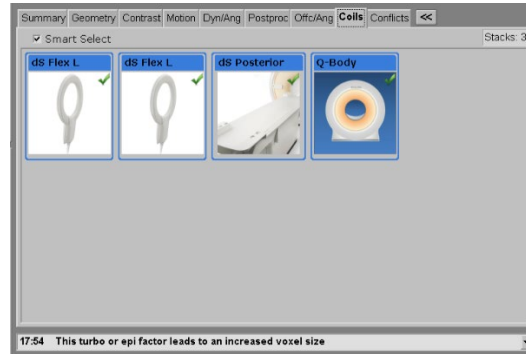 Summary Geometry Contrast Motion Dyn/Ang Postproc Offc/Ang Coils Conflicts <<
Smart Select
Stacks: 3
dS Flex L dS Flex L dS Posterior Q-Body
17:54 This turbo or epi factor leads to an increased voxel size